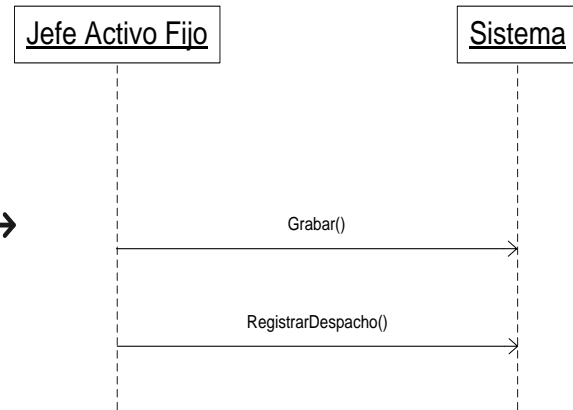 Jefe Activo Fijo
Sistema
Grabar()
RegistrarDespacho()